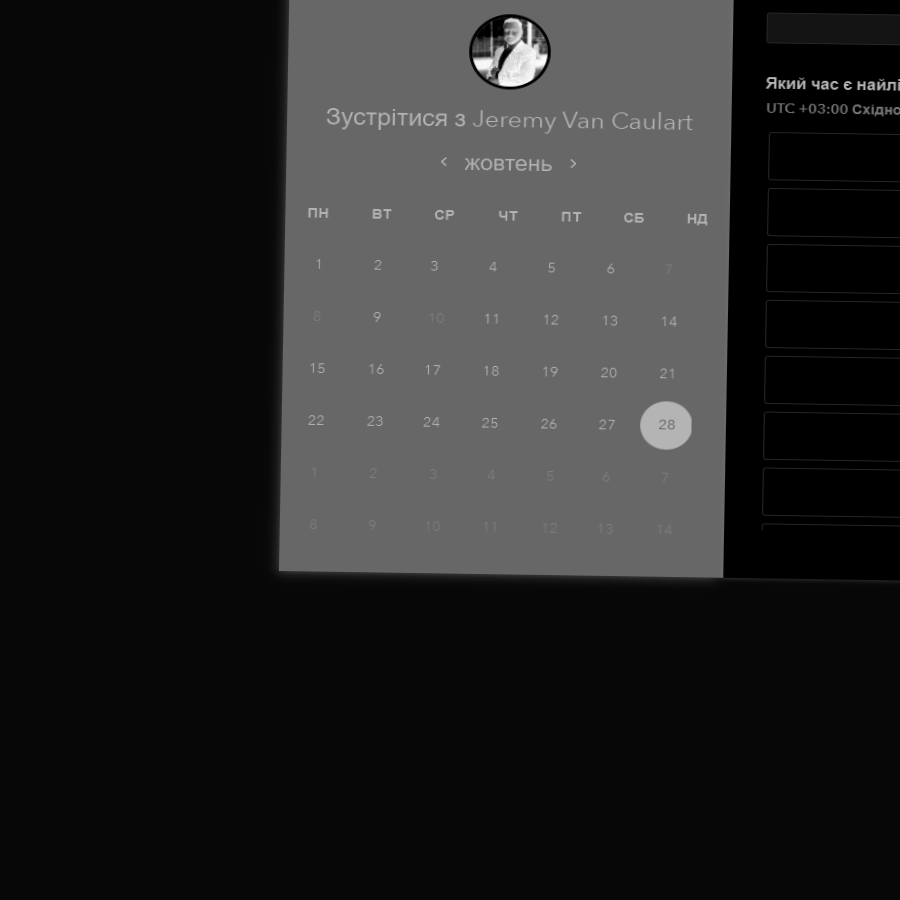 Зустрітися з Jeremy Van Caulart
‹ жовтень ›
ПН ВТ СР ЧТ ПТ СБ НД
1 2 3 4 5 6 7
8 9 10 11 12 13 14
15 16 17 18 19 20 21
22 23 24 25 26 27 28
1 2 3 4 5 6 7
8 9 10 11 12 13 14
Який час є найлі
UTC +03:00 Східно